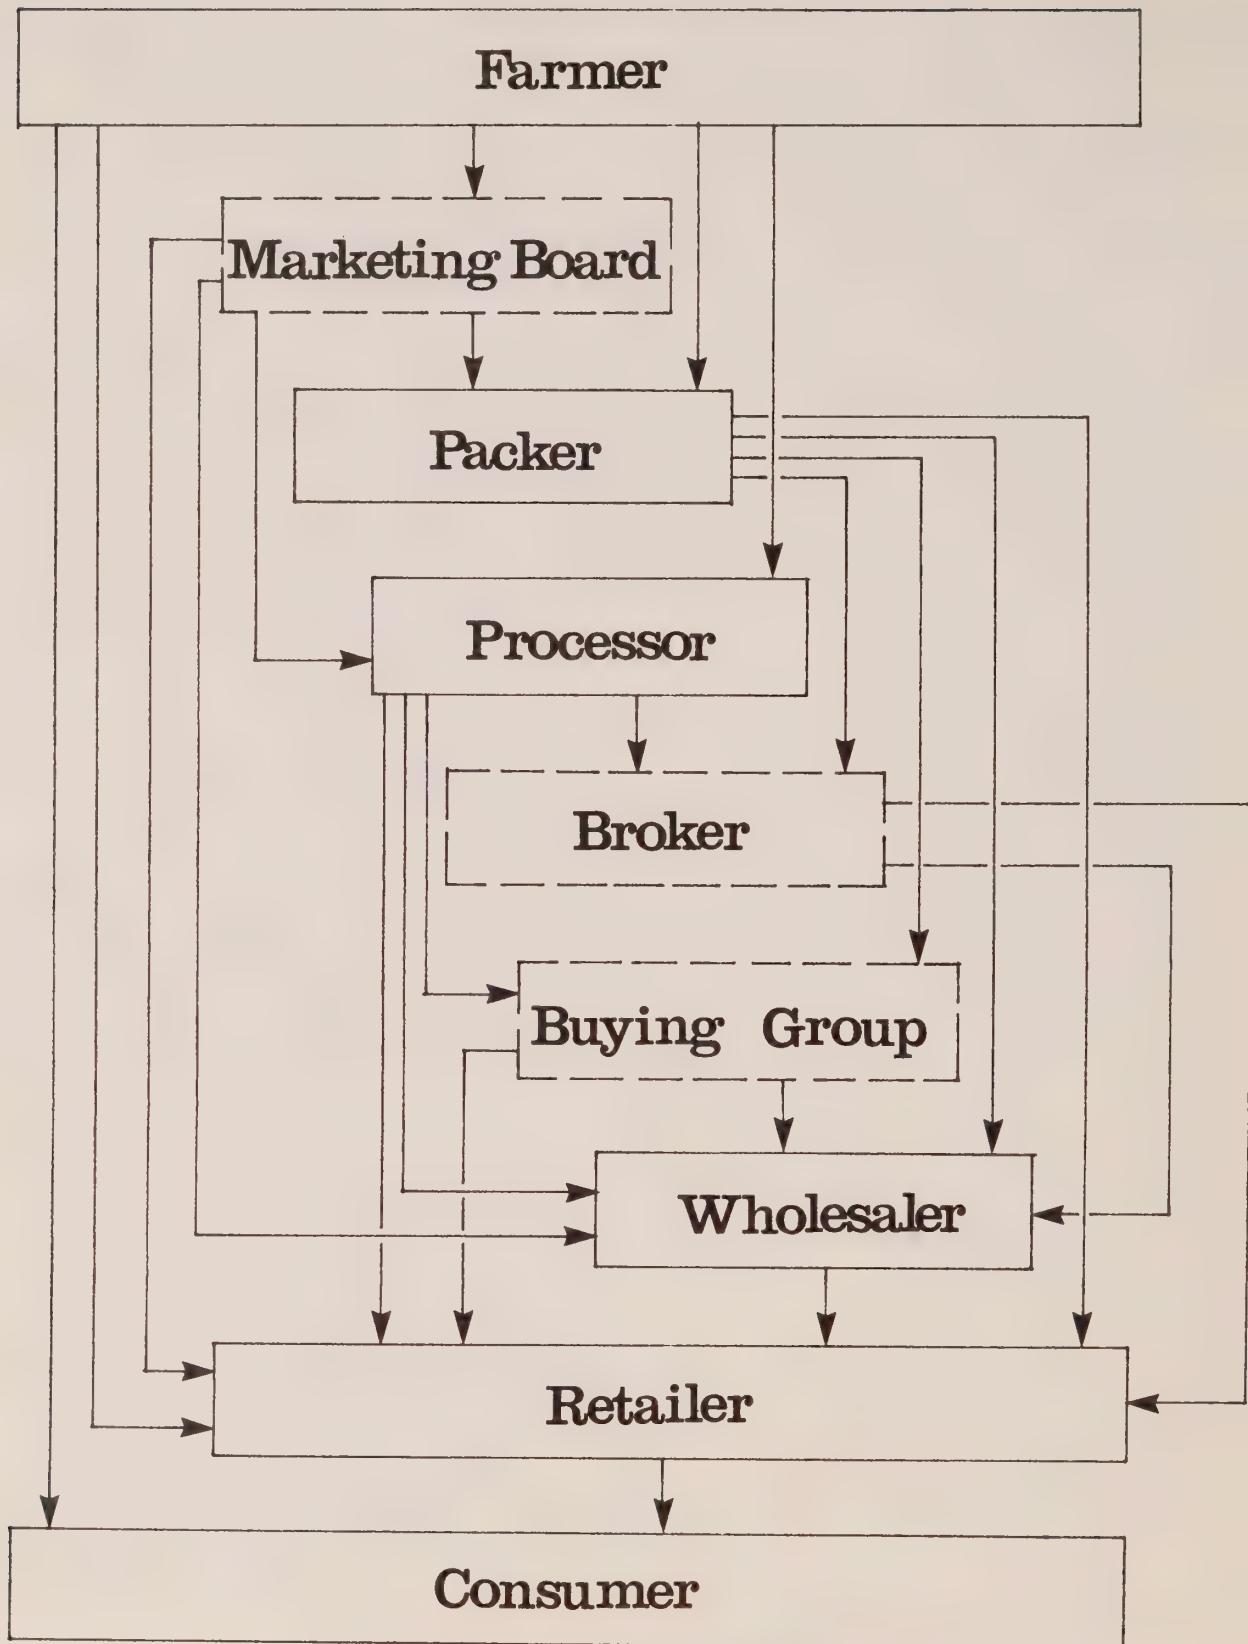 Farmer
Marketing Board
Packer
Processor
Broker
Buying Group
Wholesaler
Retailer
Consumer